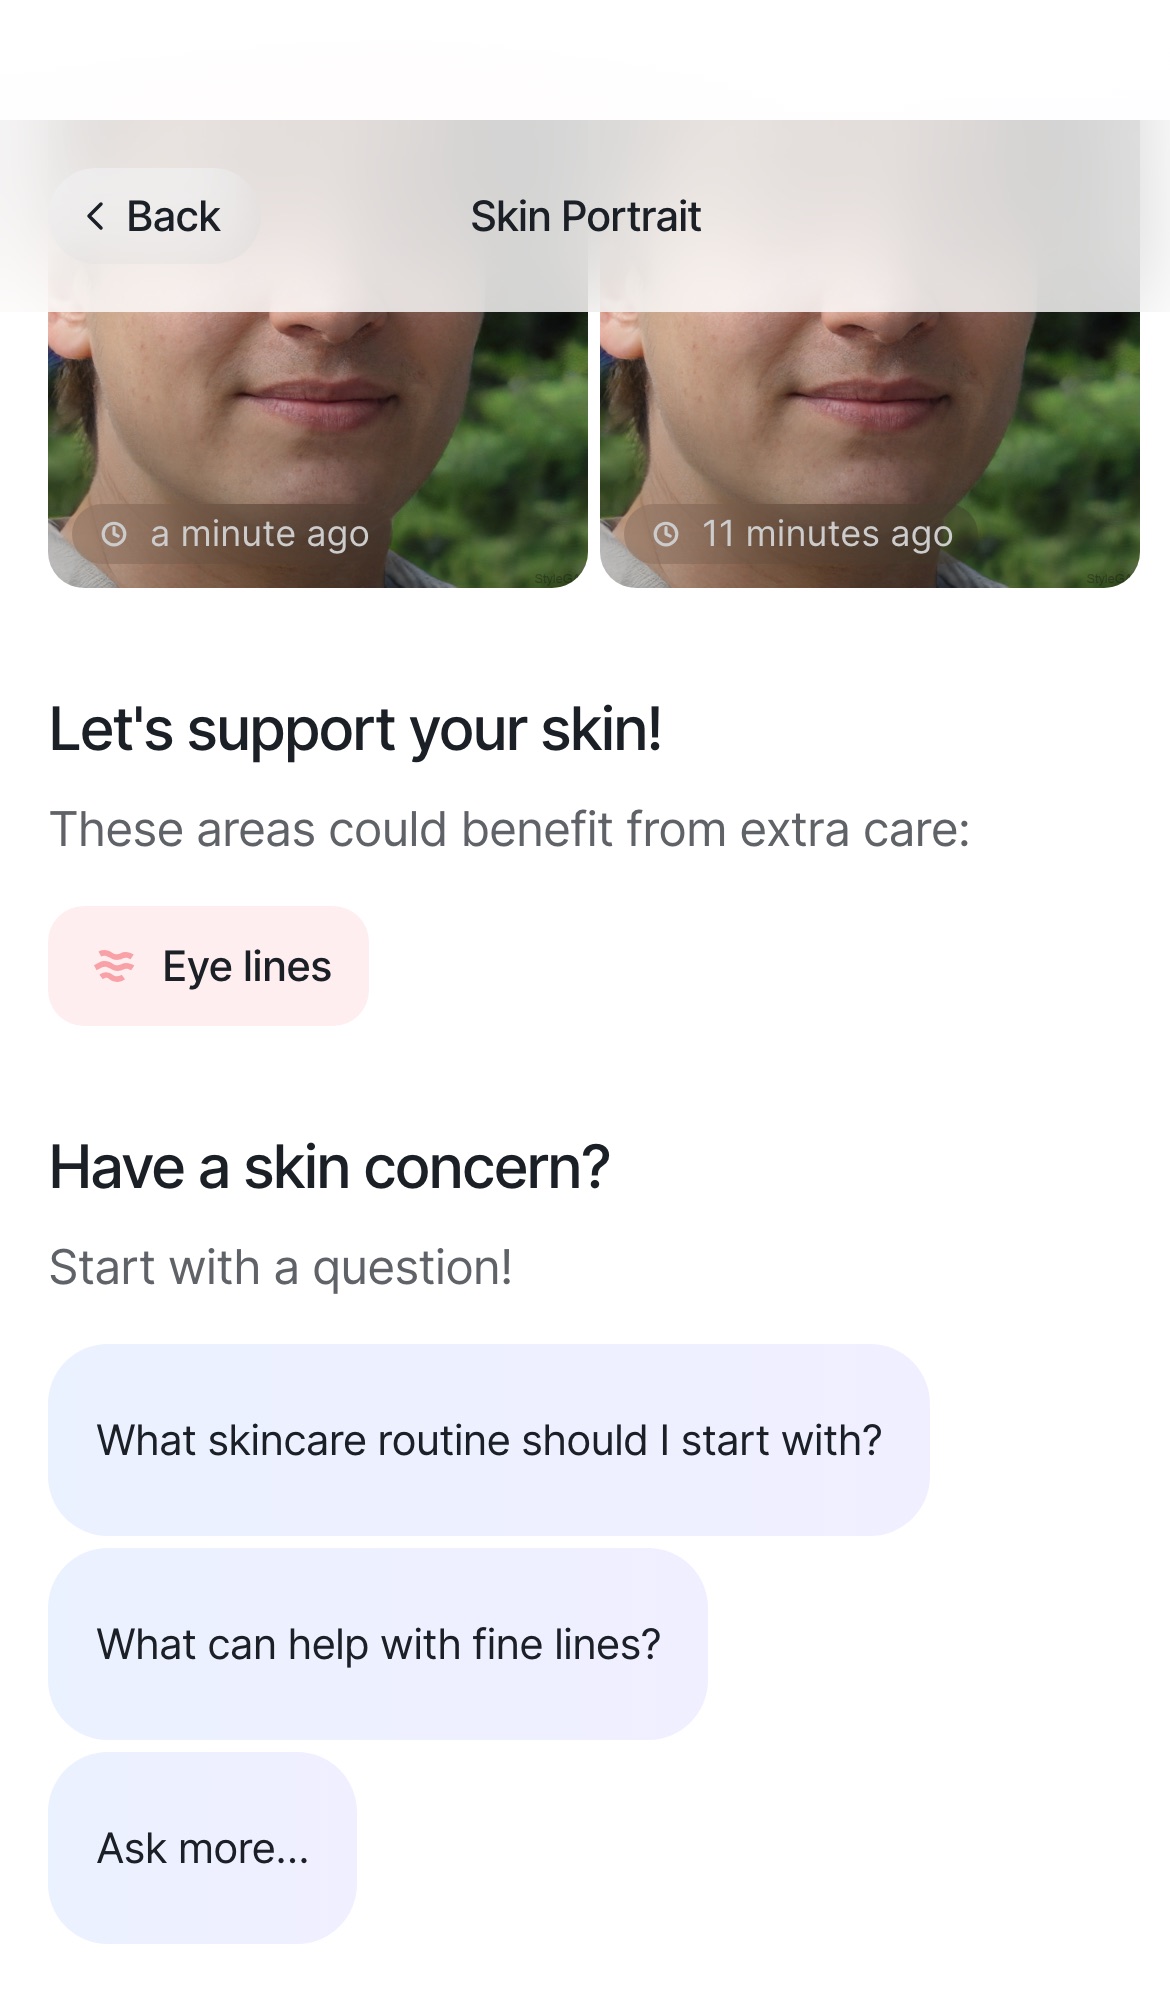 Back
Skin Portrait
a minute ago
11 minutes ago
Let's support your skin!
These areas could benefit from extra care:
Eye lines
Have a skin concern?
Start with a question!
What skincare routine should I start with?
What can help with fine lines?
Ask more...